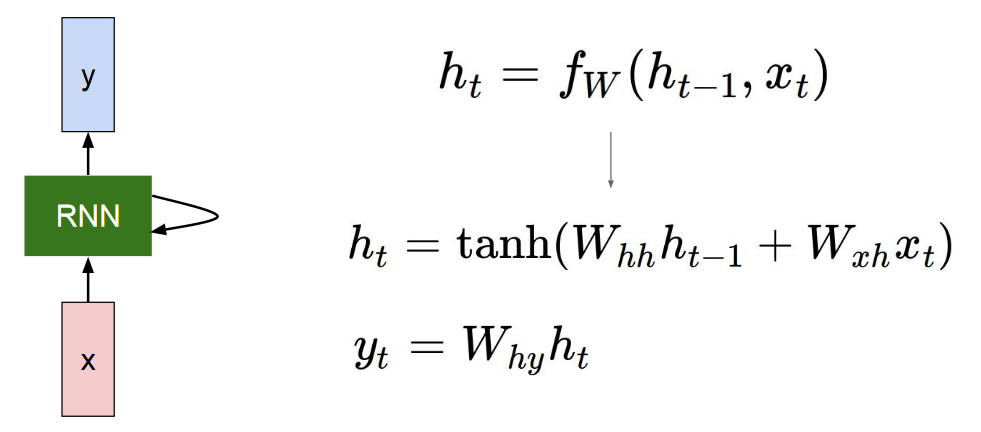 y
RNN
x
h_t = f_W(h_{t-1}, x_t)
h_t = tanh(W_{hh}h_{t-1} + W_{xh}x_t)
y_t = W_{hy}h_t